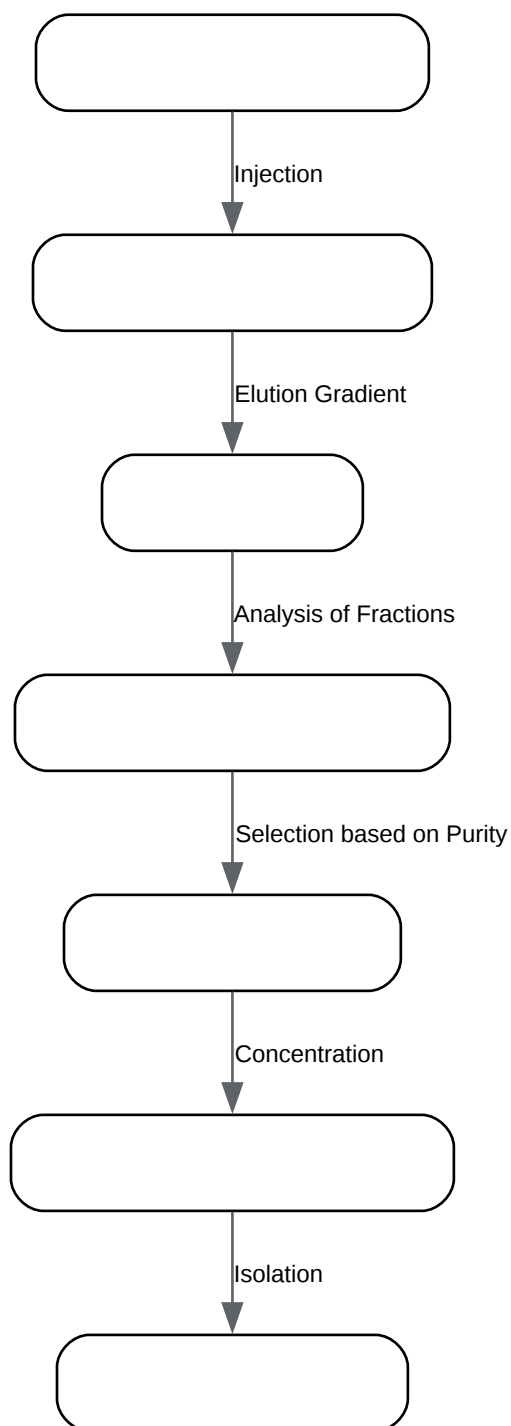 Injection
Elution Gradient
Analysis of Fractions
Selection based on Purity
Concentration
Isolation